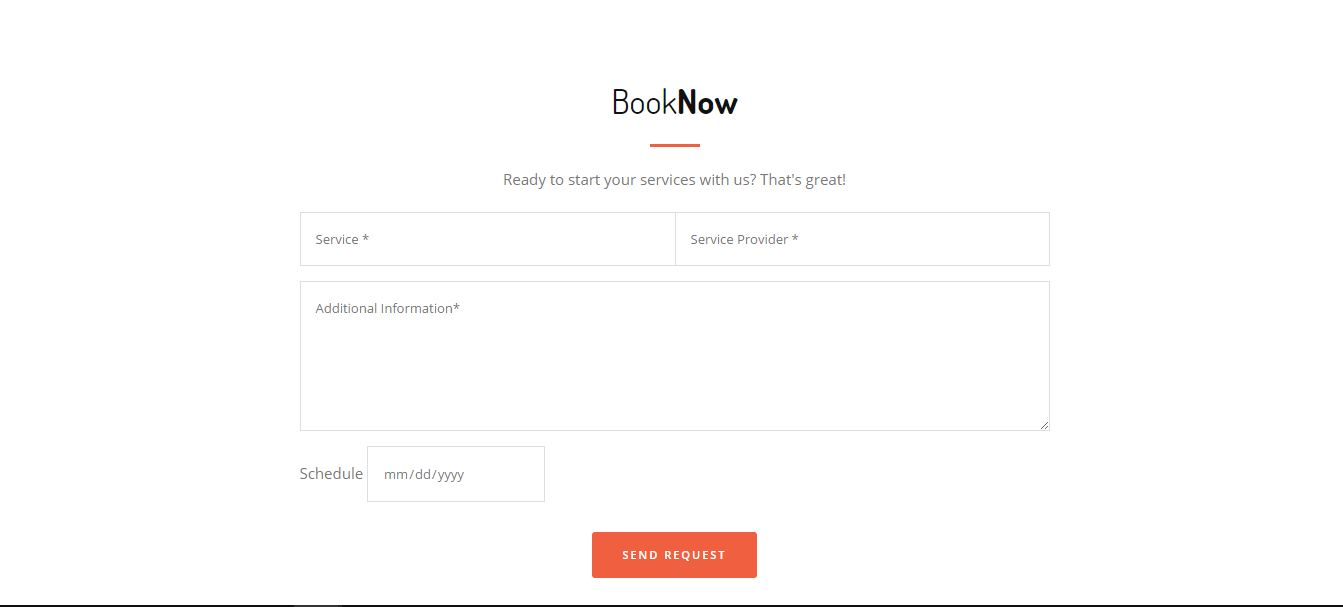 BookNow
Ready to start your services with us? That's great!
Service * Service Provider *
Additional Information*
Schedule mm/dd/yyyy
SEND REQUEST